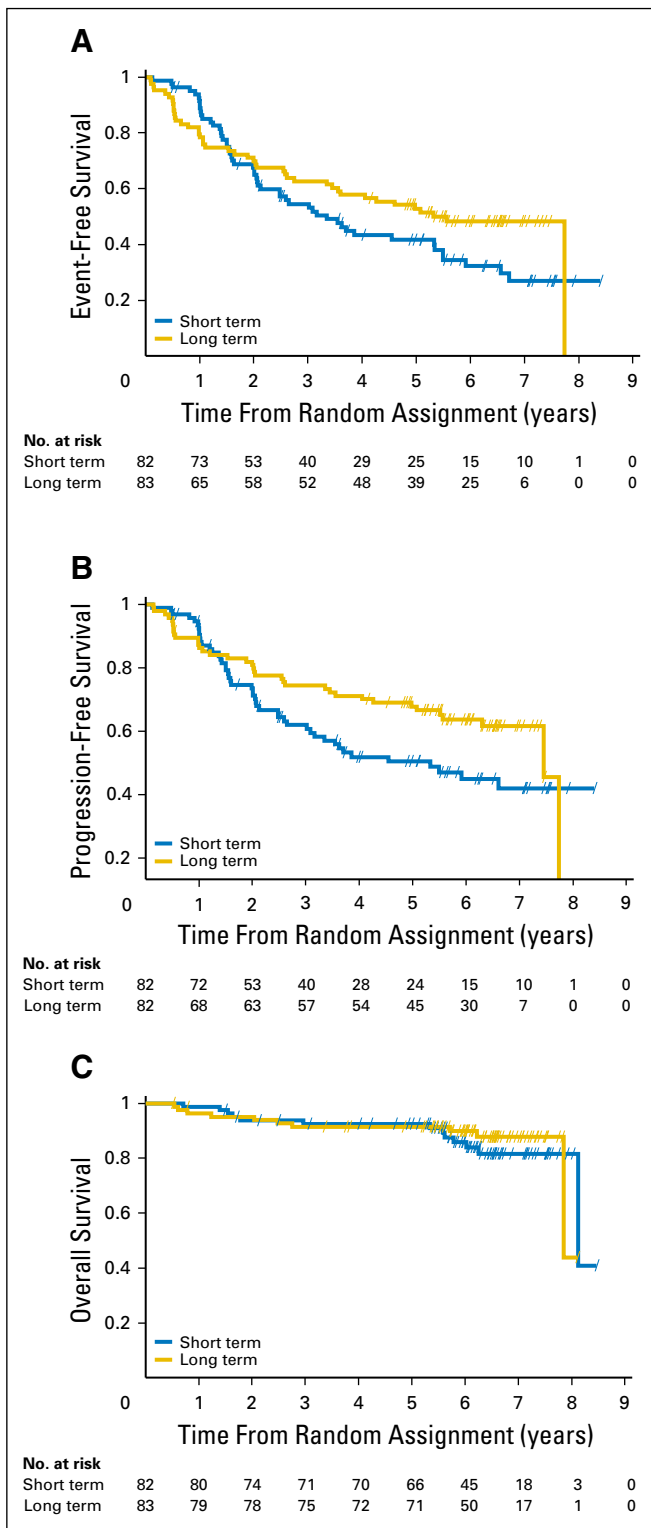 A
1
0.8
0.6
0.4
0.2
Event-Free Survival
Short term
Long term
0 1 2 3 4 5 6 7 8 9
Time From Random Assignment (years)
No. at risk
Short term 82 73 53 40 29 25 15 10 1 0
Long term 83 65 58 52 48 39 25 6 0 0
B
1
0.8
0.6
0.4
0.2
Progression-Free Survival
Short term
Long term
0 1 2 3 4 5 6 7 8 9
Time From Random Assignment (years)
No. at risk
Short term 82 72 53 40 28 24 15 10 1 0
Long term 82 68 63 57 54 45 30 7 0 0
C
1
0.8
0.6
0.4
0.2
Overall Survival
Short term
Long term
0 1 2 3 4 5 6 7 8 9
Time From Random Assignment (years)
No. at risk
Short term 82 80 74 71 70 66 45 18 3 0
Long term 83 79 78 75 72 71 50 17 1 0